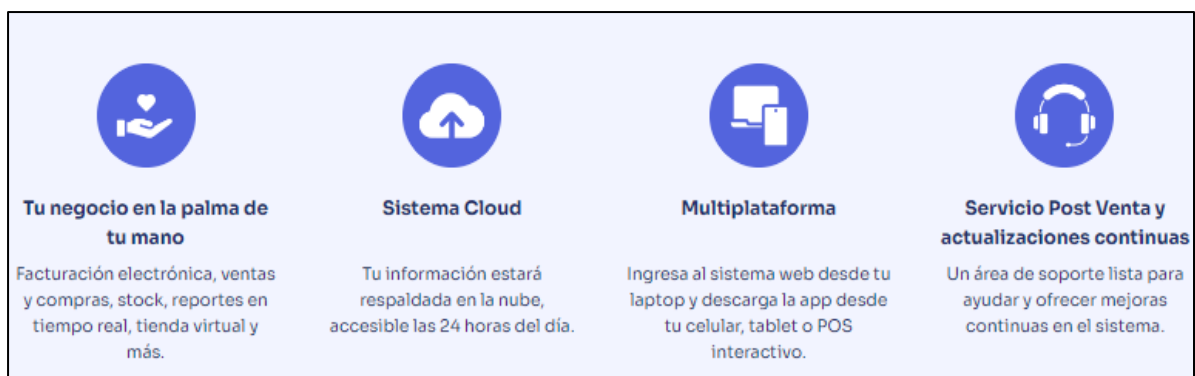 Tu negocio en la palma de
tu mano
Facturación electrónica, ventas
y compras, stock, reportes en
tiempo real, tienda virtual y
más.
Sistema Cloud
Tu información estará
respaldada en la nube,
accesible las 24 horas del día.
Multiplataforma
Ingresa al sistema web desde tu
laptop y descarga la app desde
tu celular, tablet o POS
interactivo.
Servicio Post Venta y
actualizaciones continuas
Un área de soporte lista para
ayudar y ofrecer mejoras
continuas en el sistema.